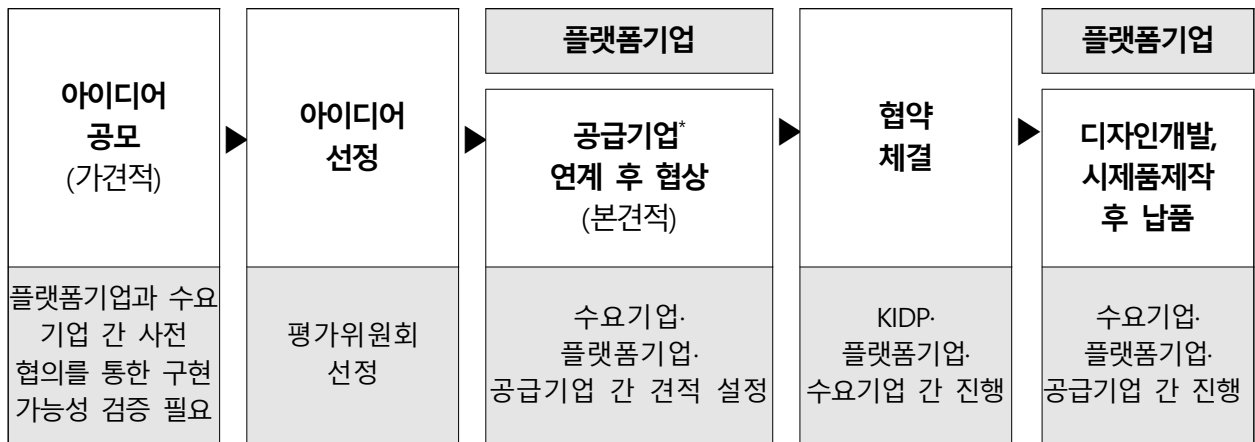 아이디어
공모
(가견적)
플랫폼기업과 수요
기업 간 사전
협의를 통한 구현
가능성 검증 필요
▶
아이디어
선정
평가위원회
선정
▶
플랫폼기업
공급기업*
연계 후 협상
(본견적)
수요기업·
플랫폼기업·
공급기업 간 견적 설정
▶
협약
체결
KIDP·
플랫폼기업·
수요기업 간 진행
▶
플랫폼기업
디자인개발,
시제품제작
후 납품
수요기업·
플랫폼기업·
공급기업 간 진행